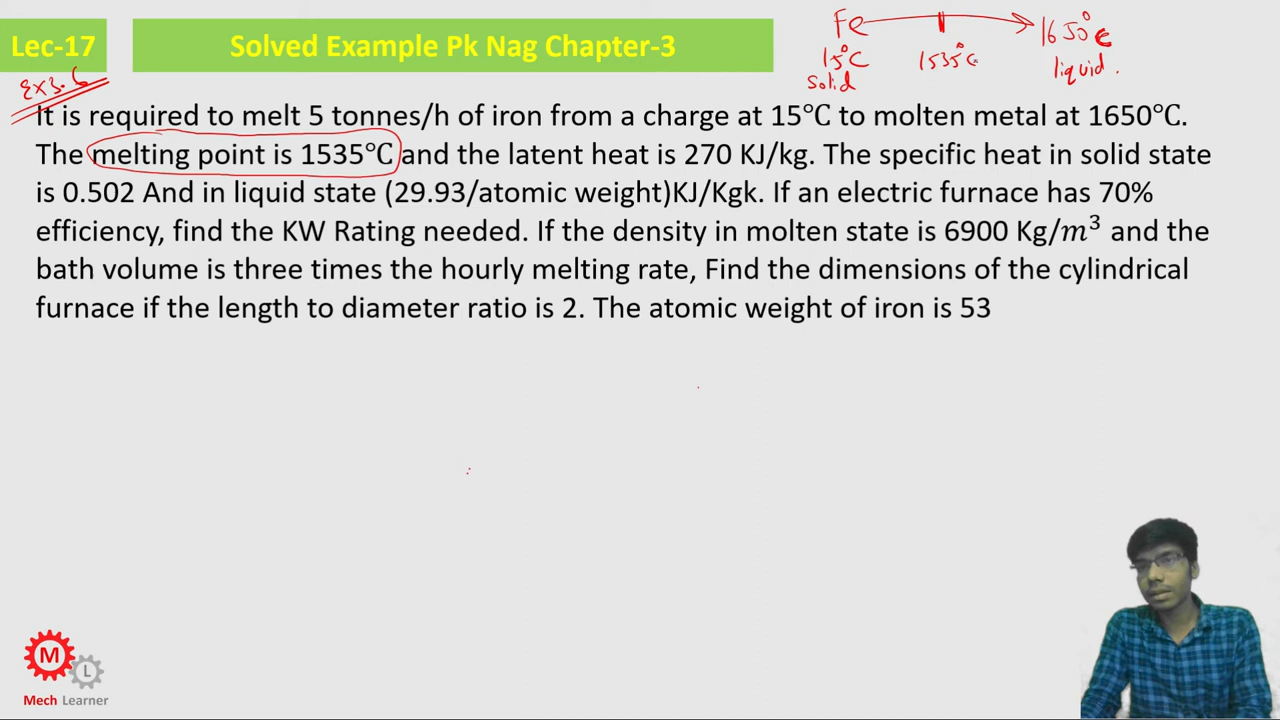 Lec-17
Solved Example Pk Nag Chapter-3
Fe
1650°C
15°C
1535°C
solid
liquid.
Ex 3.6
It is required to melt 5 tonnes/h of iron from a charge at 15°C to molten metal at 1650°C.
The melting point is 1535°C and the latent heat is 270 KJ/kg. The specific heat in solid state
is 0.502 And in liquid state (29.93/atomic weight)KJ/Kgk. If an electric furnace has 70%
efficiency, find the KW Rating needed. If the density in molten state is 6900 Kg/m³ and the
bath volume is three times the hourly melting rate, Find the dimensions of the cylindrical
furnace if the length to diameter ratio is 2. The atomic weight of iron is 53
M
L
Mech Learner